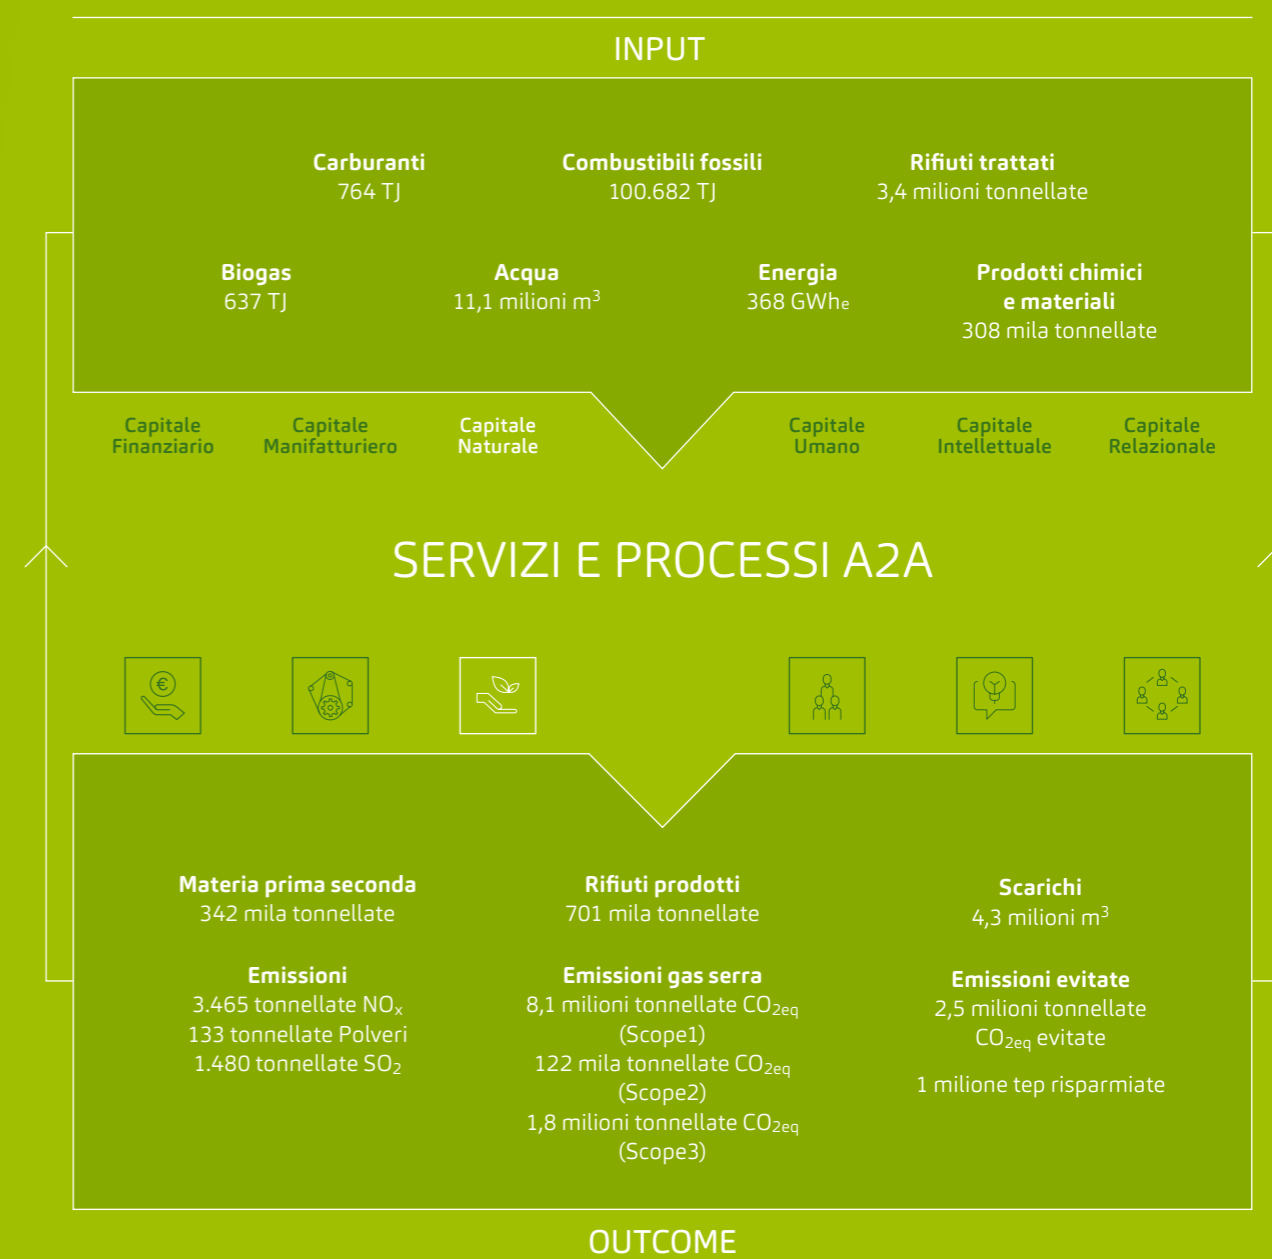 INPUT
Carburanti
764 TJ
Combustibili fossili
100.682 TJ
Rifiuti trattati
3,4 milioni tonnellate
Biogas
637 TJ
Acqua
11,1 milioni m³
Energia
368 GWhₑ
Prodotti chimici
e materiali
308 mila tonnellate
Capitale
Finanziario
Capitale
Manifatturiero
Capitale
Naturale
Capitale
Umano
Capitale
Intellettuale
Capitale
Relazionale
SERVIZI E PROCESSI A2A
€
Materia prima seconda
342 mila tonnellate
Rifiuti prodotti
701 mila tonnellate
Scarichi
4,3 milioni m³
Emissioni
3.465 tonnellate NOₓ
133 tonnellate Polveri
1.480 tonnellate SO₂
Emissioni gas serra
8,1 milioni tonnellate CO2eq
(Scope1)
122 mila tonnellate CO2eq
(Scope2)
1,8 milioni tonnellate CO2eq
(Scope3)
Emissioni evitate
2,5 milioni tonnellate
CO2eq evitate
1 milione tep risparmiate
OUTCOME